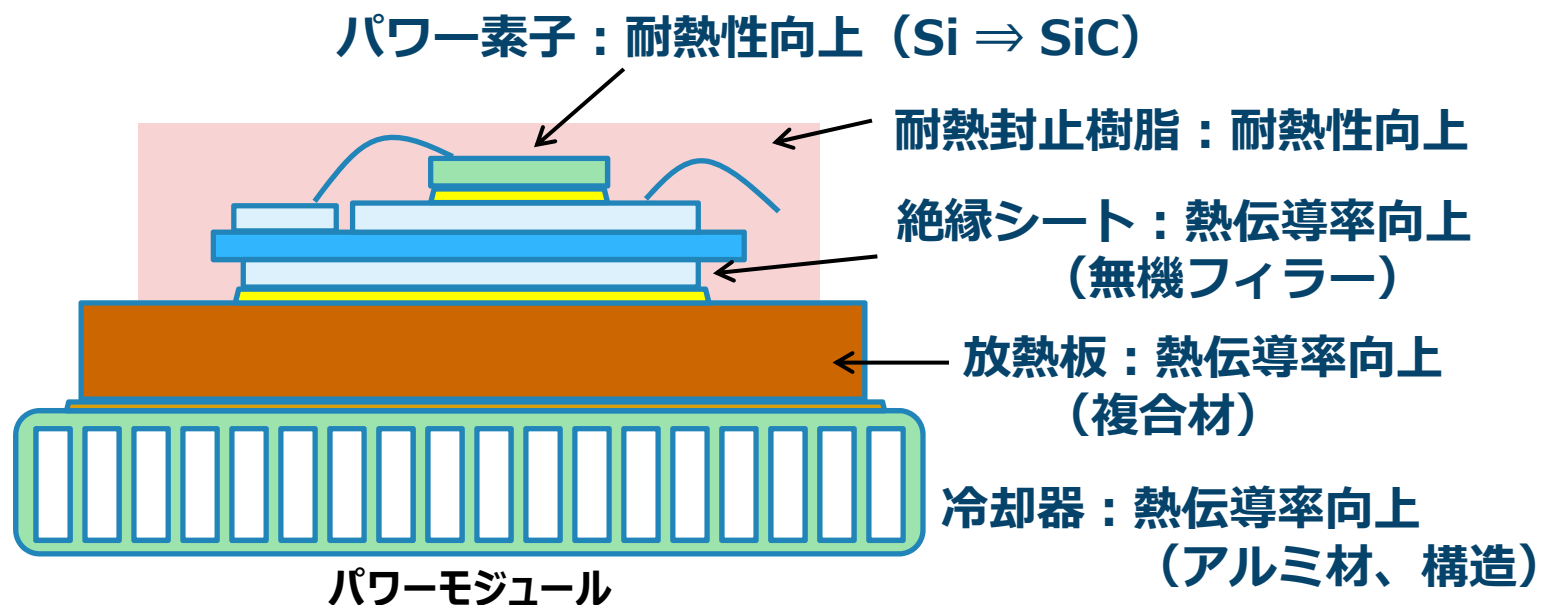 パワー素子：耐熱性向上（Si ⇒ SiC）
耐熱封止樹脂：耐熱性向上
絶縁シート：熱伝導率向上
（無機フィラー）
放熱板：熱伝導率向上
（複合材）
冷却器：熱伝導率向上
（アルミ材、構造）
パワーモジュール